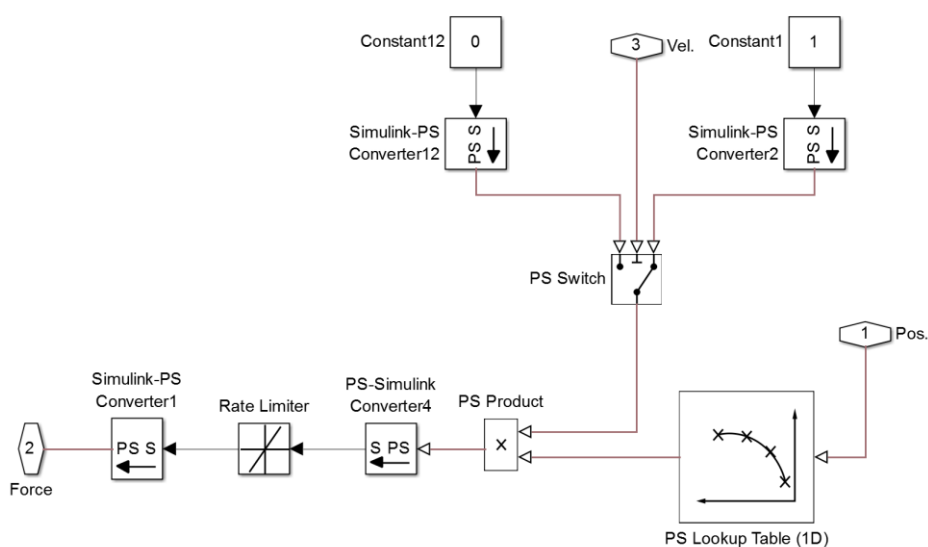 Constant12
0
3
Vel.
Constant1
1
Simulink-PS
Converter12
PS S
Simulink-PS
Converter2
PS S
PS Switch
1
Pos.
Simulink-PS
Converter1
Rate Limiter
PS-Simulink
Converter4
PS Product
2
PS S
S PS
x
Force
PS Lookup Table (1D)